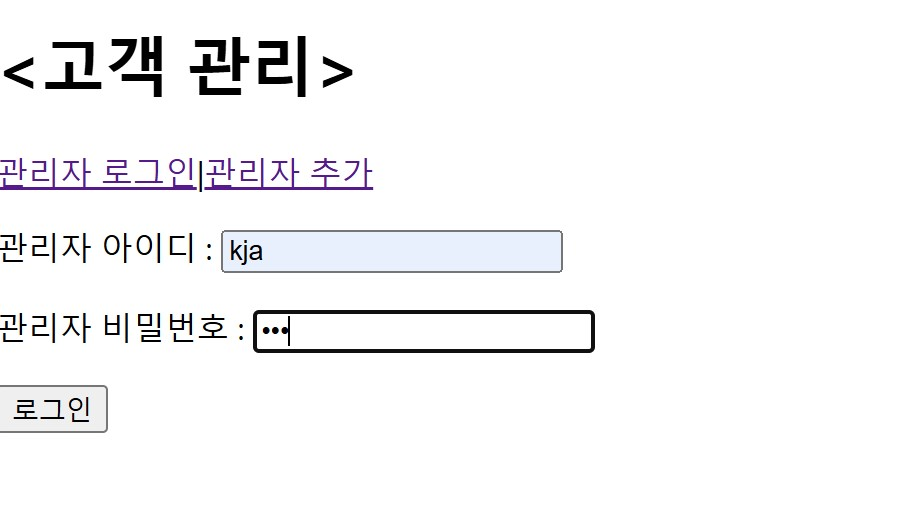 <고객 관리>
관리자 로그인|관리자 추가
관리자 아이디 : kja
관리자 비밀번호 : •••
로그인